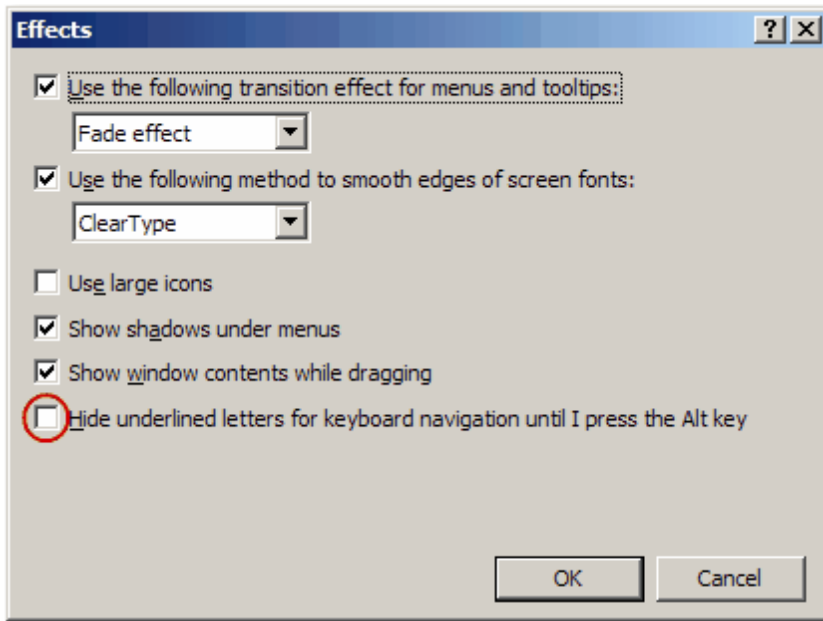 Effects
Use the following transition effect for menus and tooltips:
Fade effect
Use the following method to smooth edges of screen fonts:
ClearType
Use large icons
Show shadows under menus
Show window contents while dragging
Hide underlined letters for keyboard navigation until I press the Alt key
OK Cancel